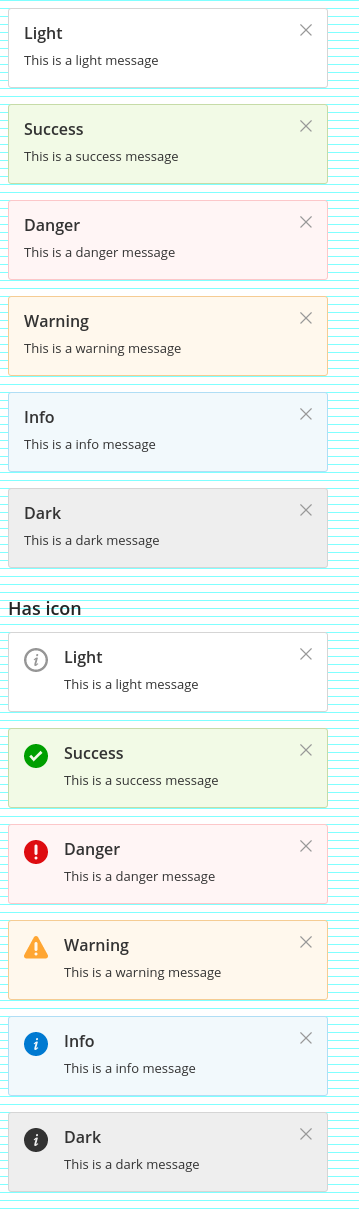 Light
This is a light message
Success
This is a success message
Danger
This is a danger message
Warning
This is a warning message
Info
This is a info message
Dark
This is a dark message
Has icon
Light
This is a light message
Success
This is a success message
Danger
This is a danger message
Warning
This is a warning message
Info
This is a info message
Dark
This is a dark message